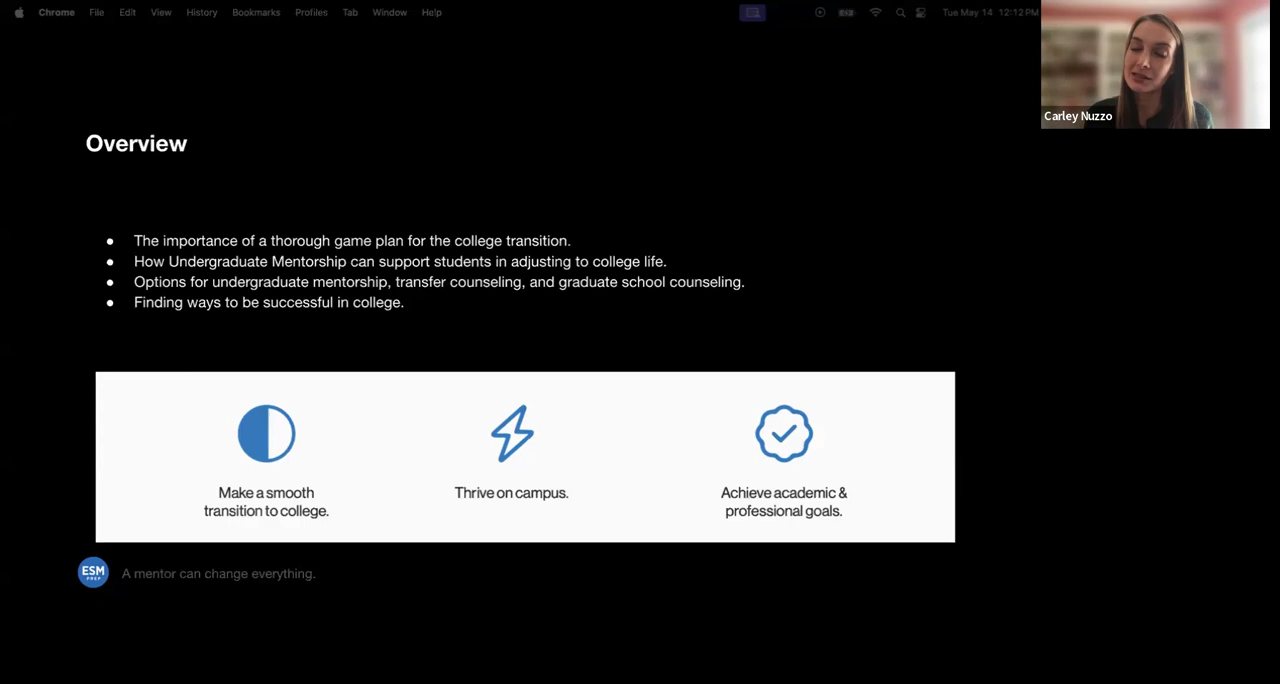 Chrome File Edit View History Bookmarks Profiles Tab Window Help Tue May 14 12:12 PM
Carley Nuzzo
Overview
● The importance of a thorough game plan for the college transition.
● How Undergraduate Mentorship can support students in adjusting to college life.
● Options for undergraduate mentorship, transfer counseling, and graduate school counseling.
● Finding ways to be successful in college.
Make a smooth
transition to college.
Thrive on campus.
Achieve academic &
professional goals.
ESM
PREP
A mentor can change everything.